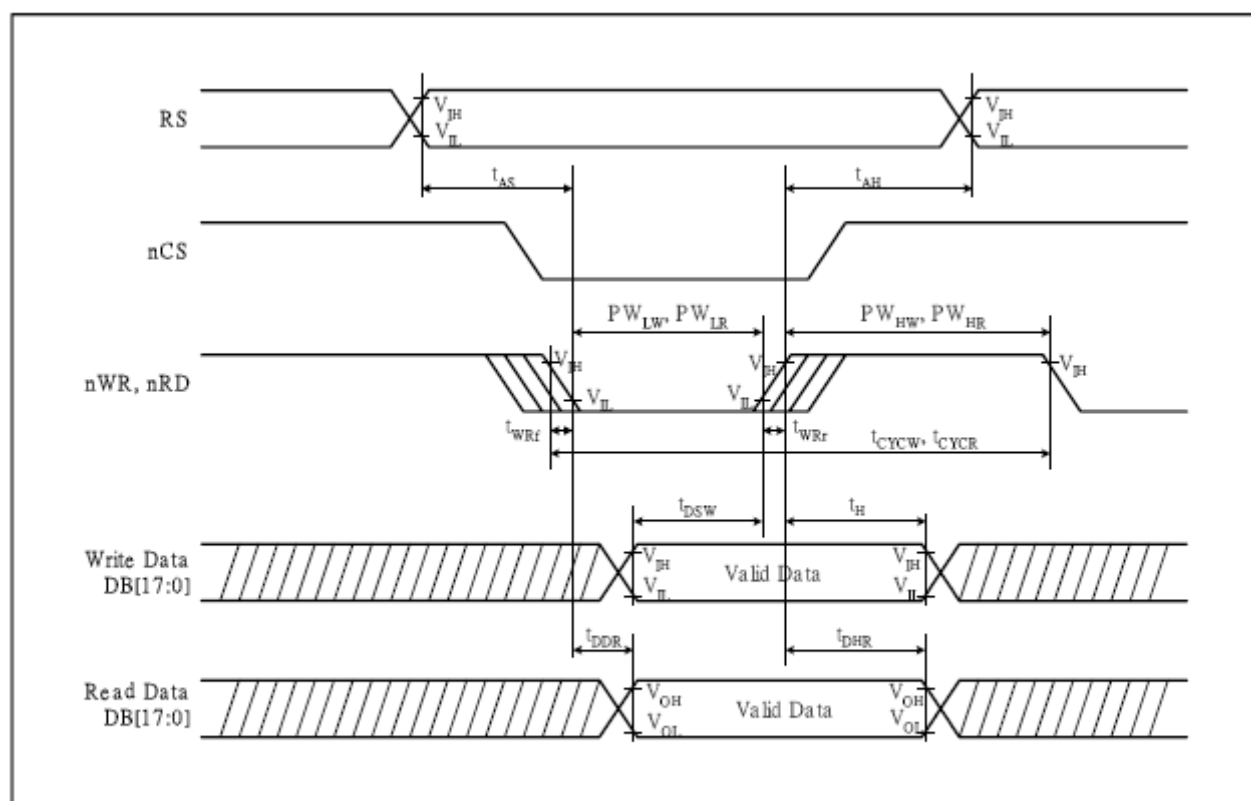 RS
V_IH
V_IL
V_IH
V_IL
t_AS
t_AH
nCS
PW_LW, PW_LR
PW_HW, PW_HR
nWR, nRD
V_IH
V_IL
V_IH
V_IL
V_IH
t_WRf
t_WRr
t_CYCW, t_CYCR
t_DSW
t_H
Write Data
DB[17:0]
V_IH
V_IL
Valid Data
V_IH
V_IL
t_DDR
t_DHR
Read Data
DB[17:0]
V_OH
V_OL
Valid Data
V_OH
V_OL